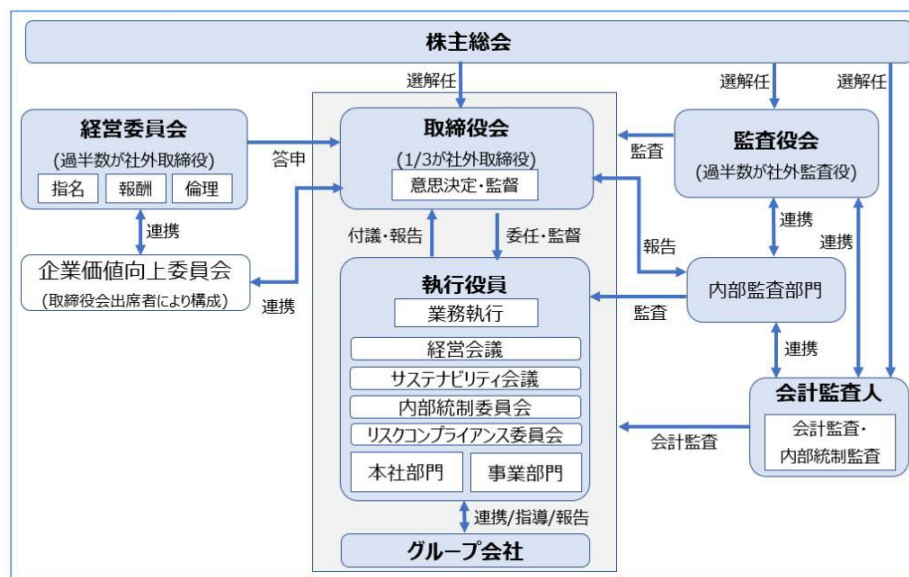 株主総会
選解任
選解任
選解任
経営委員会
(過半数が社外取締役)
指名
報酬
倫理
答申
取締役会
(1/3が社外取締役)
意思決定・監督
監査
監査役会
(過半数が社外監査役)
連携
企業価値向上委員会
(取締役会出席者により構成)
連携
付議・報告
委任・監督
報告
連携
連携
内部監査部門
執行役員
業務執行
監査
経営会議
サステナビリティ会議
内部統制委員会
リスクコンプライアンス委員会
本社部門
事業部門
連携
会計監査人
会計監査・
内部統制監査
会計監査
連携/指導/報告
グループ会社